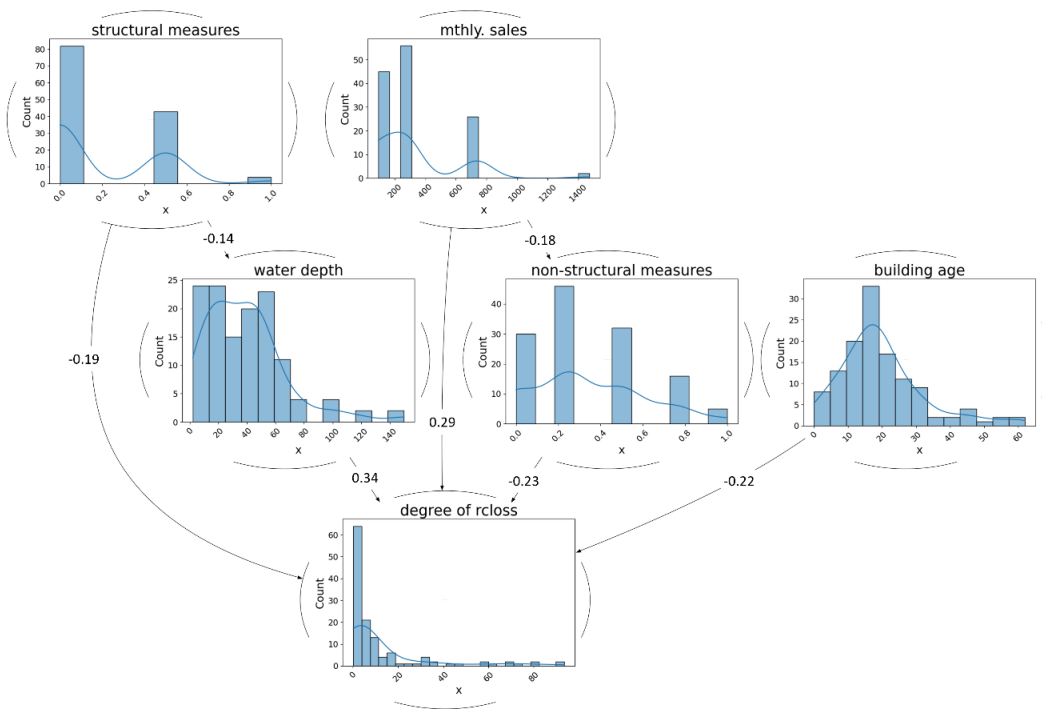 structural measures
Count
80
70
60
50
40
30
20
10
0
0.0 0.2 0.4 0.6 0.8 1.0
x
mthly. sales
Count
50
40
30
20
10
0
200 400 600 800 1000 1200 1400
x
-0.14
-0.18
water depth
Count
25
20
15
10
5
0
0 20 40 60 80 100 120 140
x
non-structural measures
Count
40
30
20
10
0
0.0 0.2 0.4 0.6 0.8 1.0
x
building age
Count
30
25
20
15
10
5
0
0 10 20 30 40 50 60
x
-0.19
0.29
0.34
-0.23
-0.22
degree of rcloss
Count
60
50
40
30
20
10
0
0 20 40 60 80
x